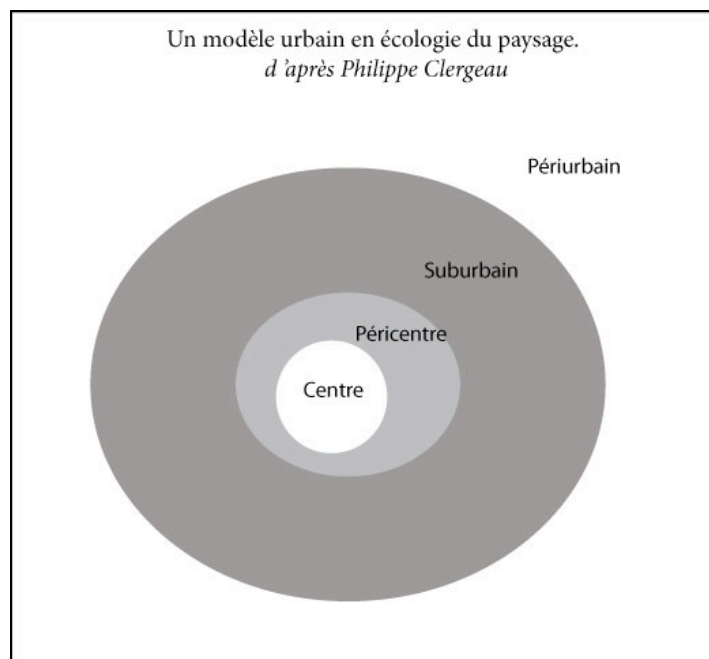 Un modèle urbain en écologie du paysage.
d 'après Philippe Clergeau
Périurbain
Suburbain
Péricentre
Centre